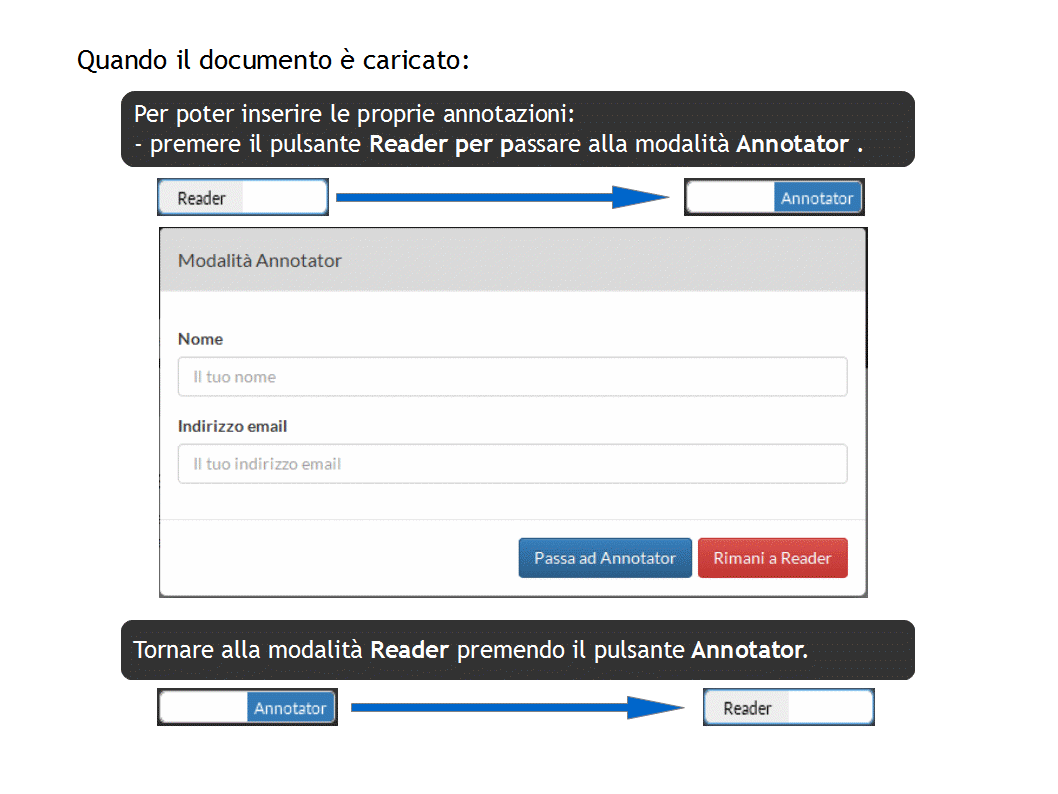 Quando il documento è caricato:
Per poter inserire le proprie annotazioni:
- premere il pulsante Reader per passare alla modalità Annotator .
Reader
Annotator
Modalità Annotator
Nome
Il tuo nome
Indirizzo email
Il tuo indirizzo email
Passa ad Annotator
Rimani a Reader
Tornare alla modalità Reader premendo il pulsante Annotator.
Annotator
Reader